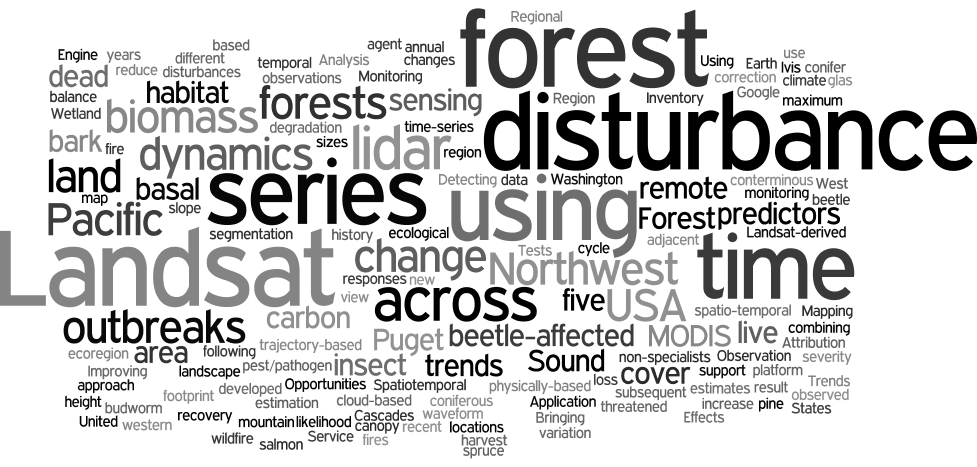 Regional
forest
Engine years based agent annual
different changes
temporal Analysis
Using Earth use
lvis conifer
dead reduce disturbances observations Monitoring
correction climate glas
balance habitat forests sensing Region Inventory Google maximum
Wetland biomass degradation time-series disturbance
bark fire dynamics sizes lidar region
land basal series Detecting data Washington remote conterminous West
map monitoring beetle
Pacific slope using Forest predictors
segmentation history ecological adjacent Landsat-derived
Landsat change Tests cycle Northwest time
responses new
view across five USA spatio-temporal Mapping
outbreaks carbon Puget beetle-affected MODIS live combining
trajectory-based Attribution
ecoregion area following insect trends Sound non-specialists Observation severity
Improving landscape pest/pathogen loss cover support platform
approach footprint developed Opportunities Spatiotemporal physically-based subsequent estimates result Trends
height estimation cloud-based coniferous Application threatened increase pine observed
budworm States
United western recovery mountain likelihood Cascades waveform Bringing Effects
canopy recent locations
wildfire salmon Service fires harvest variation
spruce